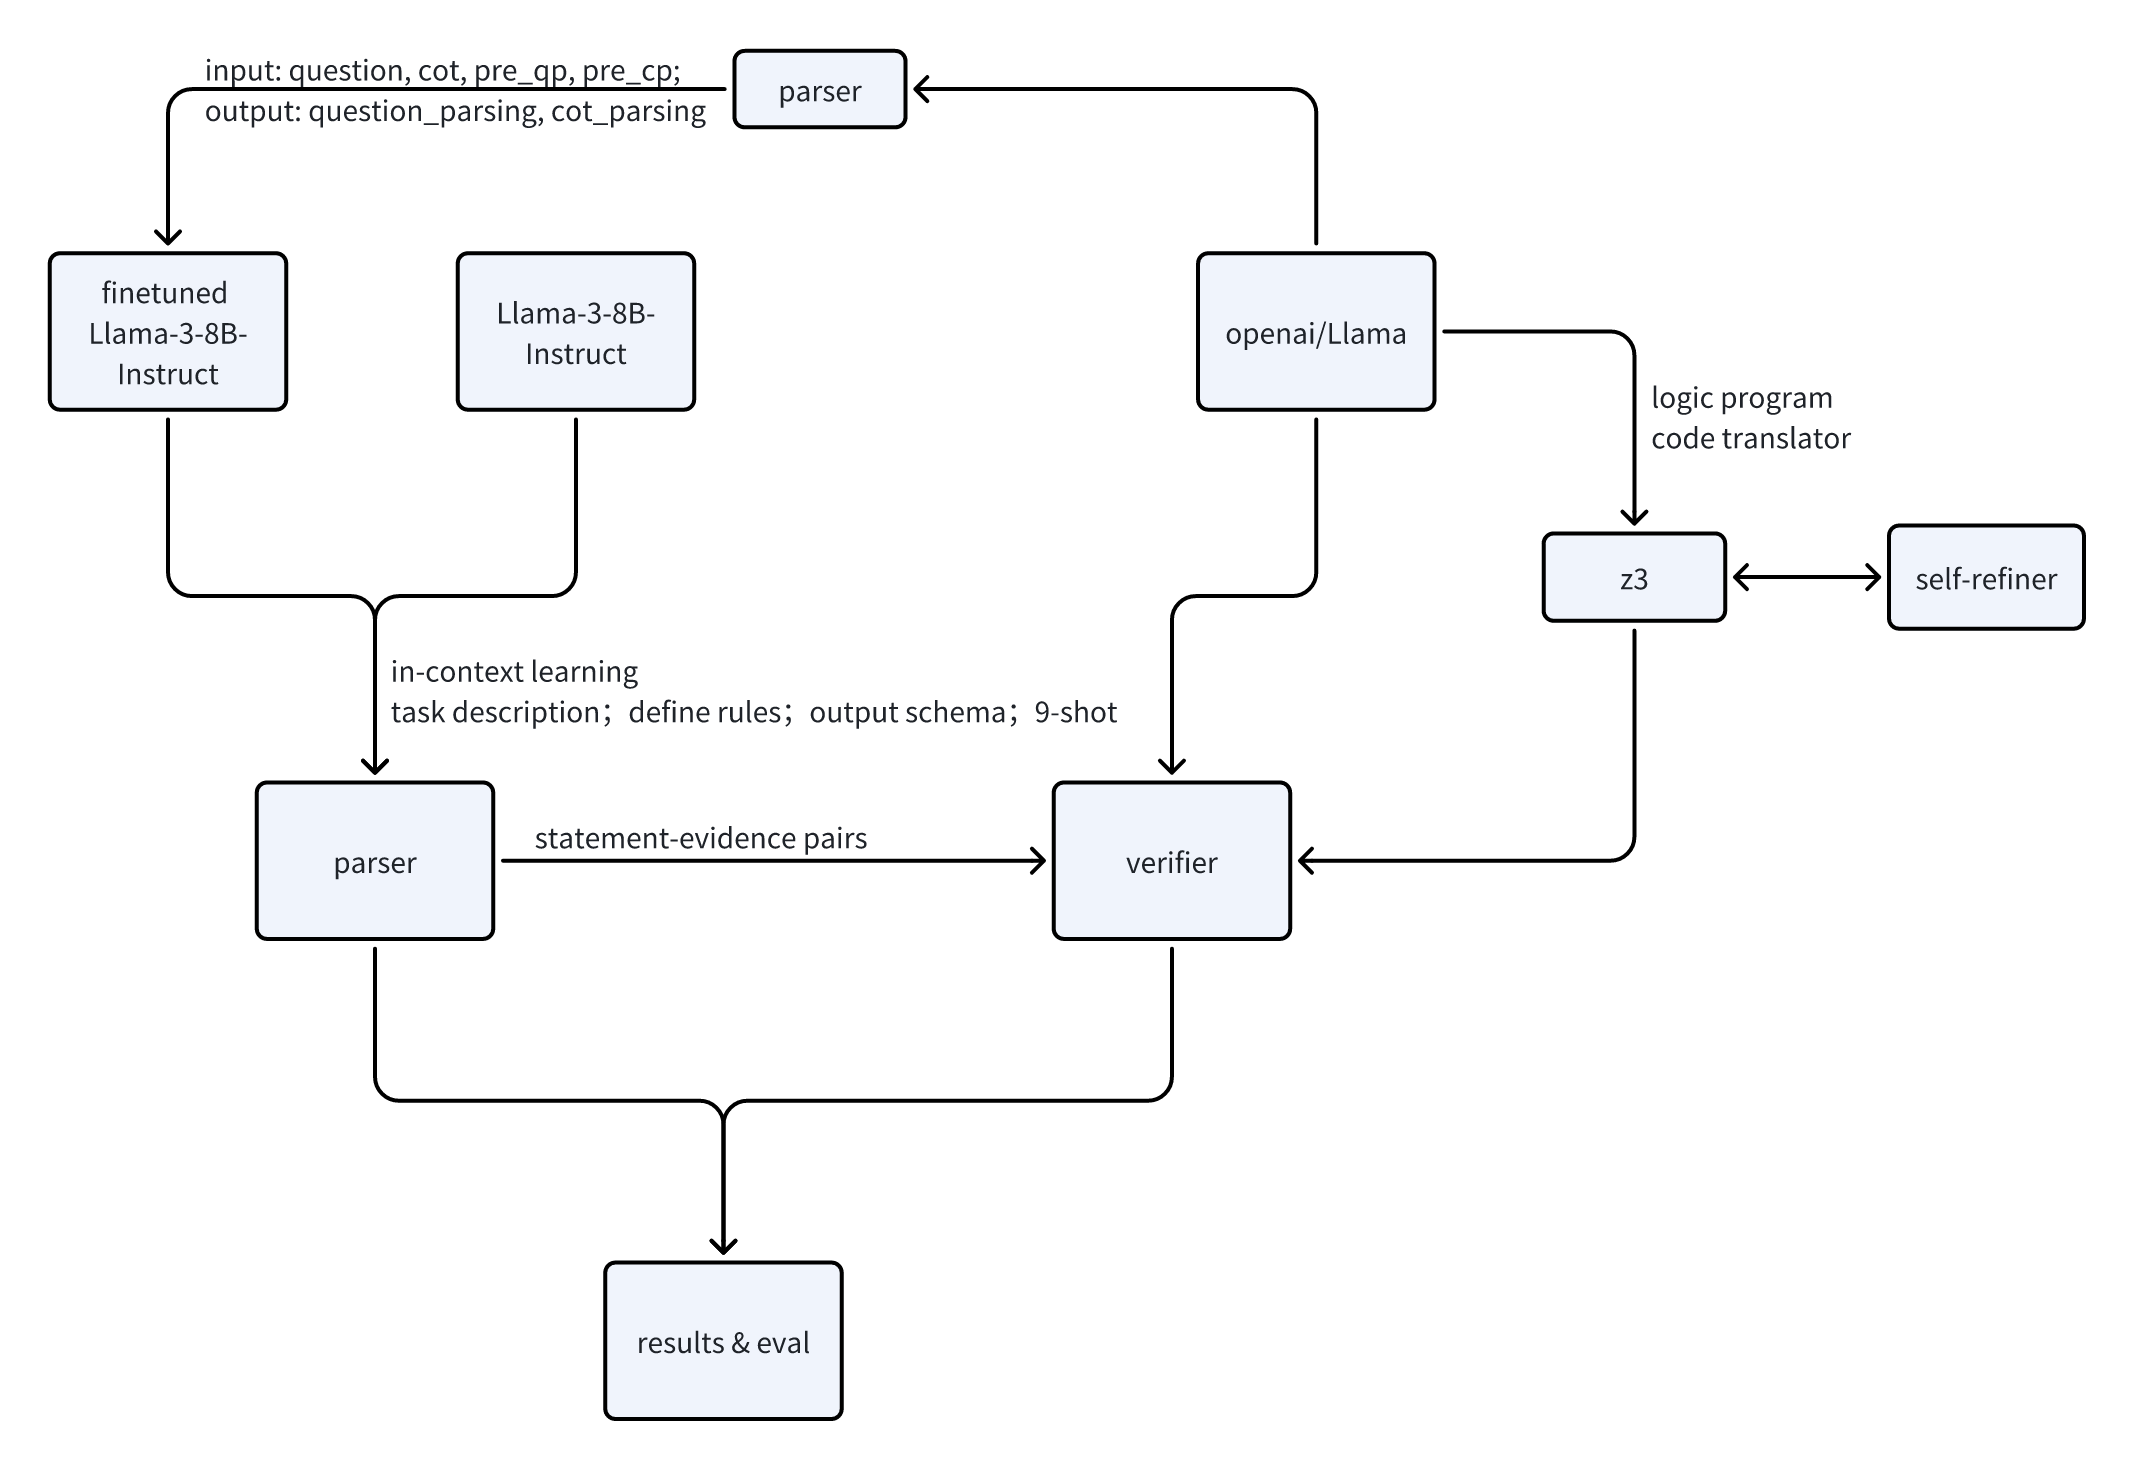 input: question, cot, pre_qp, pre_cp;
output: question_parsing, cot_parsing
parser
finetuned
Llama-3-8B-
Instruct
Llama-3-8B-
Instruct
openai/Llama
logic program
code translator
z3
self-refiner
in-context learning
task description；define rules；output schema；9-shot
parser
statement-evidence pairs
verifier
results & eval